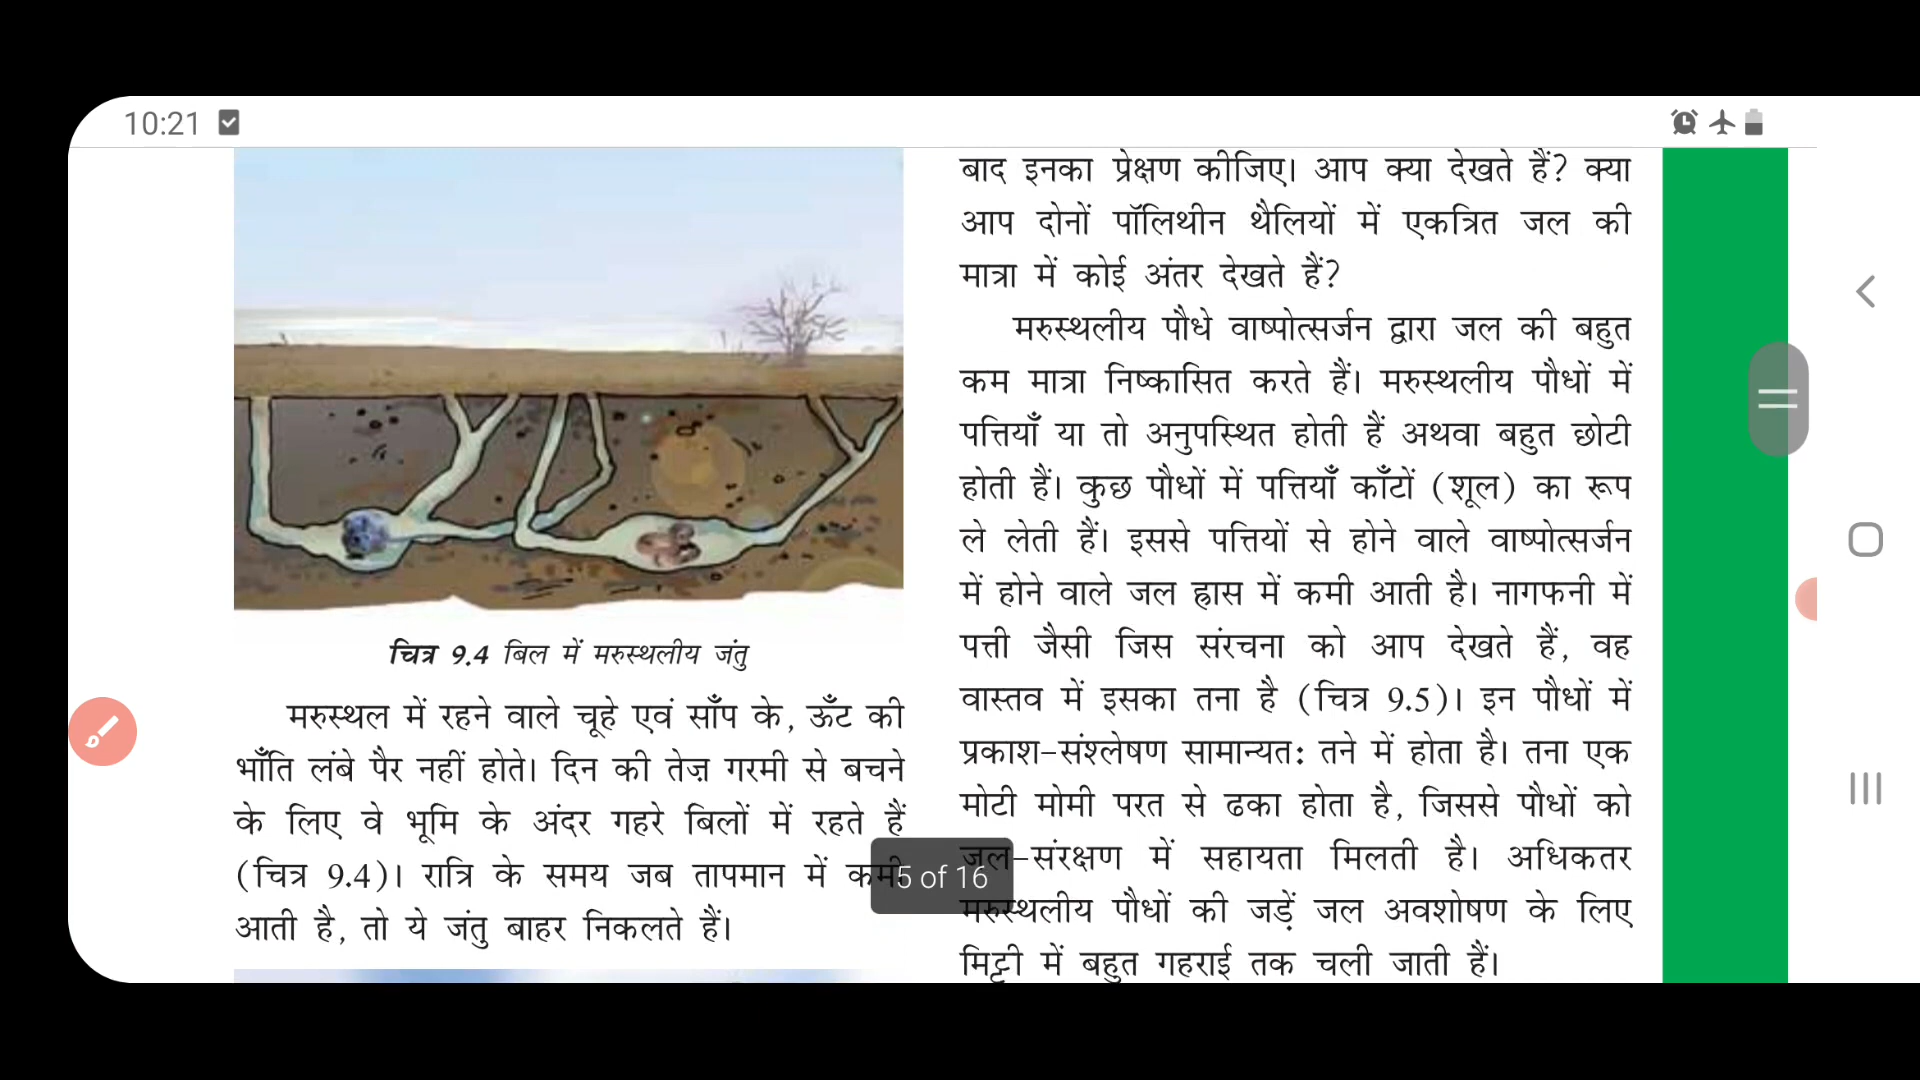 10:21
चित्र 9.4 बिल में मरुस्थलीय जंतु
मरुस्थल में रहने वाले चूहे एवं साँप के, ऊँट की
भाँति लंबे पैर नहीं होते। दिन की तेज़ गरमी से बचने
के लिए वे भूमि के अंदर गहरे बिलों में रहते हैं
(चित्र 9.4)। रात्रि के समय जब तापमान में कमी
आती है, तो ये जंतु बाहर निकलते हैं।
बाद इनका प्रेक्षण कीजिए। आप क्या देखते हैं? क्या
आप दोनों पॉलिथीन थैलियों में एकत्रित जल की
मात्रा में कोई अंतर देखते हैं?
मरुस्थलीय पौधे वाष्पोत्सर्जन द्वारा जल की बहुत
कम मात्रा निष्कासित करते हैं। मरुस्थलीय पौधों में
पत्तियाँ या तो अनुपस्थित होती हैं अथवा बहुत छोटी
होती हैं। कुछ पौधों में पत्तियाँ काँटों (शूल) का रूप
ले लेती हैं। इससे पत्तियों से होने वाले वाष्पोत्सर्जन
में होने वाले जल ह्रास में कमी आती है। नागफनी में
पत्ती जैसी जिस संरचना को आप देखते हैं, वह
वास्तव में इसका तना है (चित्र 9.5)। इन पौधों में
प्रकाश-संश्लेषण सामान्यत: तने में होता है। तना एक
मोटी मोमी परत से ढका होता है, जिससे पौधों को
जल-संरक्षण में सहायता मिलती है। अधिकतर
मरुस्थलीय पौधों की जड़ें जल अवशोषण के लिए
मिट्टी में बहुत गहराई तक चली जाती हैं।
5 of 16